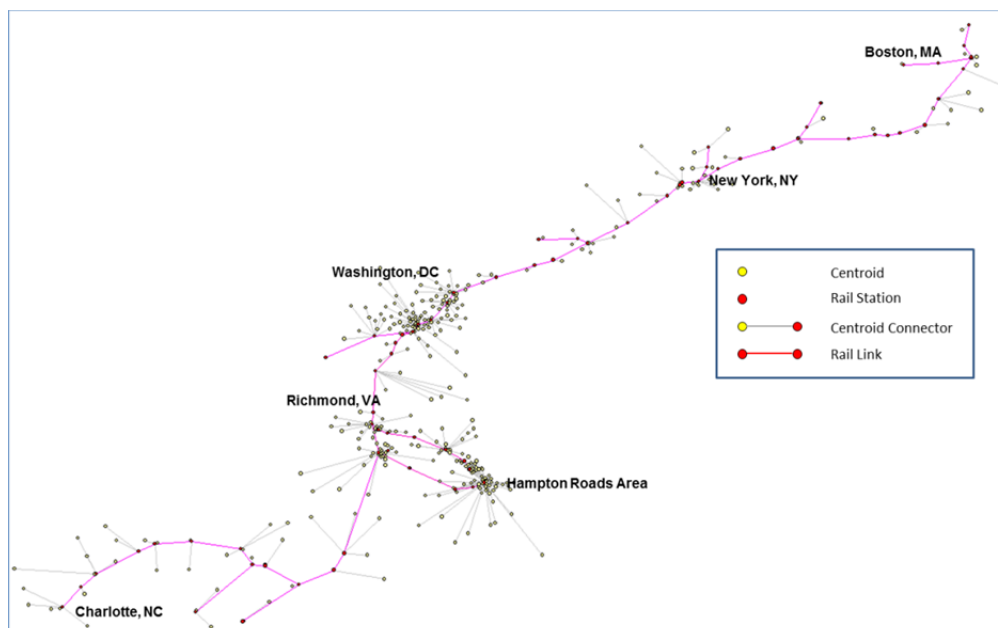 Boston, MA
New York, NY
Washington, DC
Centroid
Rail Station
Centroid Connector
Rail Link
Richmond, VA
Hampton Roads Area
Charlotte, NC